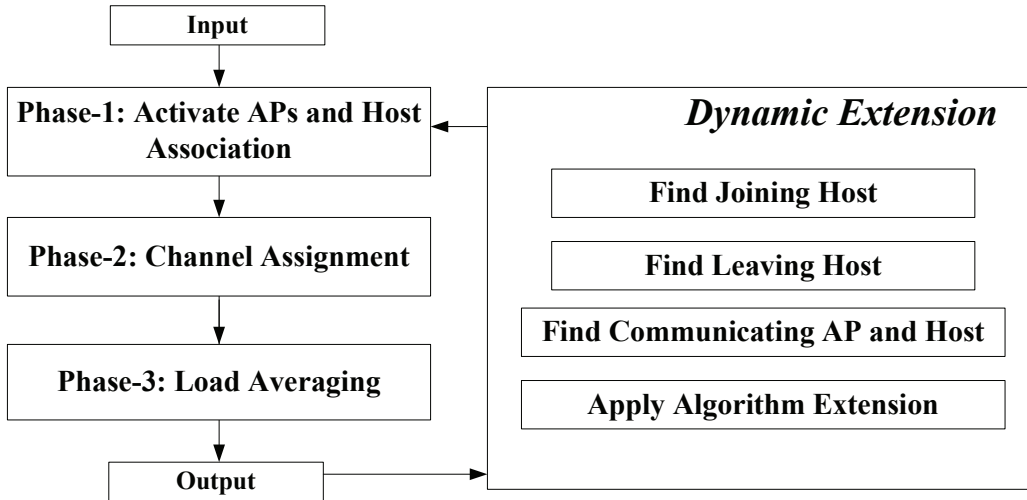 Input
Phase-1: Activate APs and Host
Association
Phase-2: Channel Assignment
Phase-3: Load Averaging
Output
Dynamic Extension
Find Joining Host
Find Leaving Host
Find Communicating AP and Host
Apply Algorithm Extension